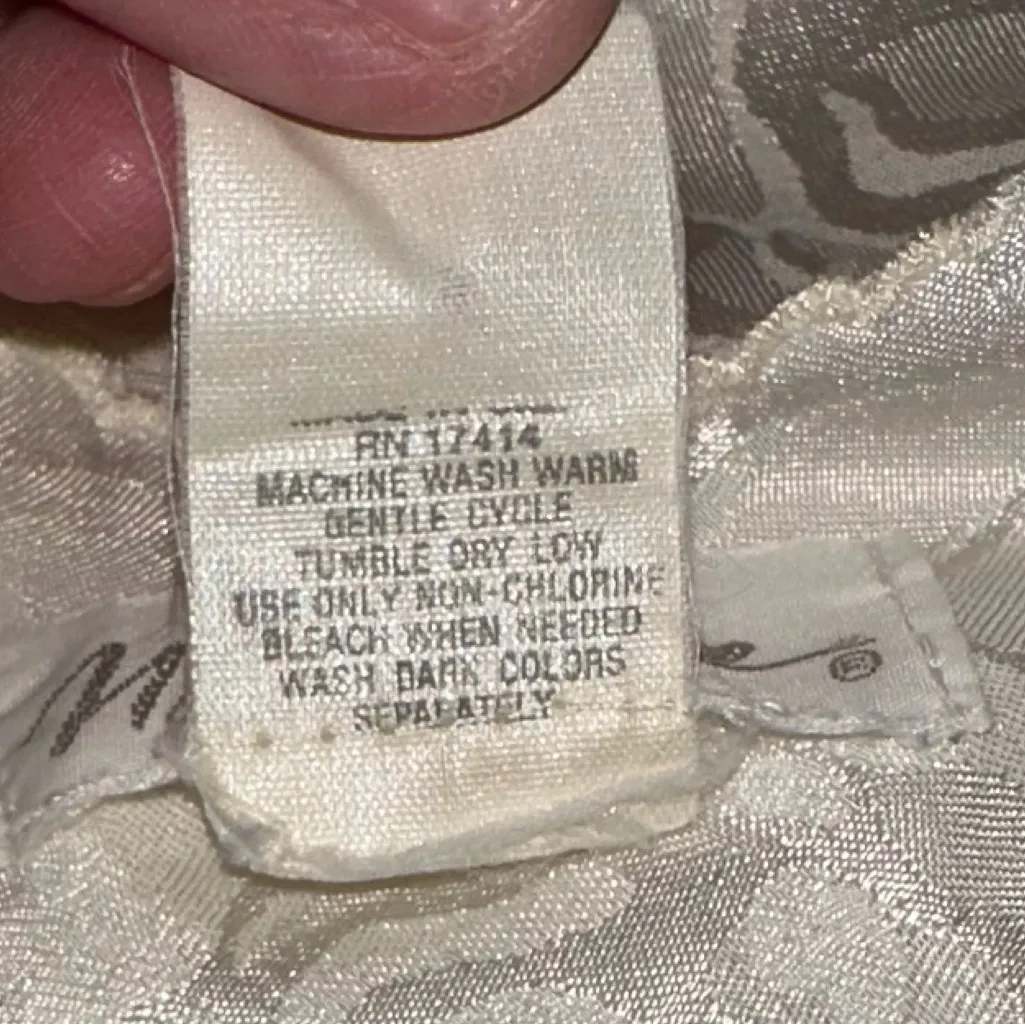 RN 17414
MACHINE WASH WARM
GENTLE CYCLE
TUMBLE DRY LOW
USE ONLY NON-CHLORINE
BLEACH WHEN NEEDED
WASH DARK COLORS
SEPARATELY
®